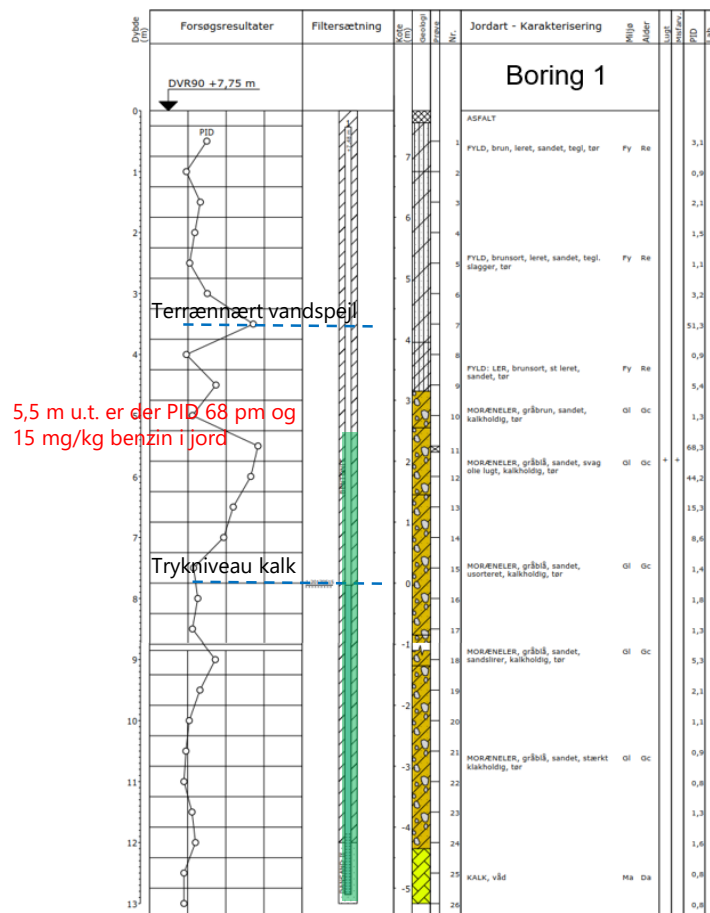 Dybde (m)
Forsøgsresultater
Filtersætning
Kote (m)
Geologi
Prøve
Nr.
Jordart - Karakterisering
Miljø
Alder
Lugt
Misfarv.
PID
Boring 1
DVR90 +7,75 m
PID
0
1
2
3
4
6
8
9
10
11
12
13
7
6
5
4
3
2
1
0
-1
-2
-3
-4
-5
Terrænnært vandspejl
5,5 m u.t. er der PID 68 pm og
15 mg/kg benzin i jord
Trykniveau kalk
ASFALT
1 FYLD, brun, leret, sandet, tegl, tør Fy Re 3,1
2 0,9
3 2,1
4 1,5
5 FYLD, brunsort, leret, sandet, tegl. Fy Re 1,1
slagger, tør
6 3,2
7 51,3
8 0,9
FYLD: LER, brunsort, st leret, Fy Re
sandet, tør
9 5,4
10 MORÆNELER, gråbrun, sandet, Gl Gc 1,3
kalkholdig, tør
11 68,3
MORÆNELER, gråblå, sandet, svag Gl Gc + +
olie lugt, kalkholdig, tør
12 44,2
13 15,3
14 8,6
15 MORÆNELER, gråblå, sandet, Gl Gc 1,4
usorteret, kalkholdig, tør
16 1,8
17 1,3
18 MORÆNELER, gråblå, sandet, Gl Gc 5,3
sandslirer, kalkholdig, tør
19 2,1
20 1,1
21 MORÆNELER, gråblå, sandet, stærkt Gl Gc 0,9
klakholdig, tør
22 0,8
23 1,3
24 1,6
25 KALK, våd Ma Da 0,8
26 0,8